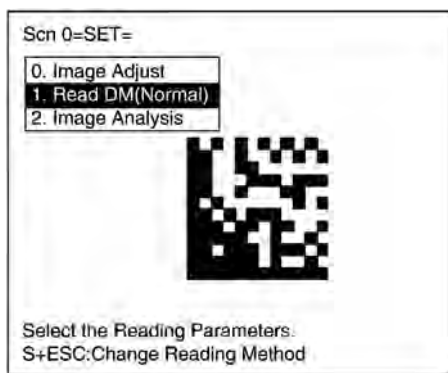 Scn 0=SET=
0. Image Adjust
1. Read DM(Normal)
2. Image Analysis
Select the Reading Parameters.
S+ESC:Change Reading Method